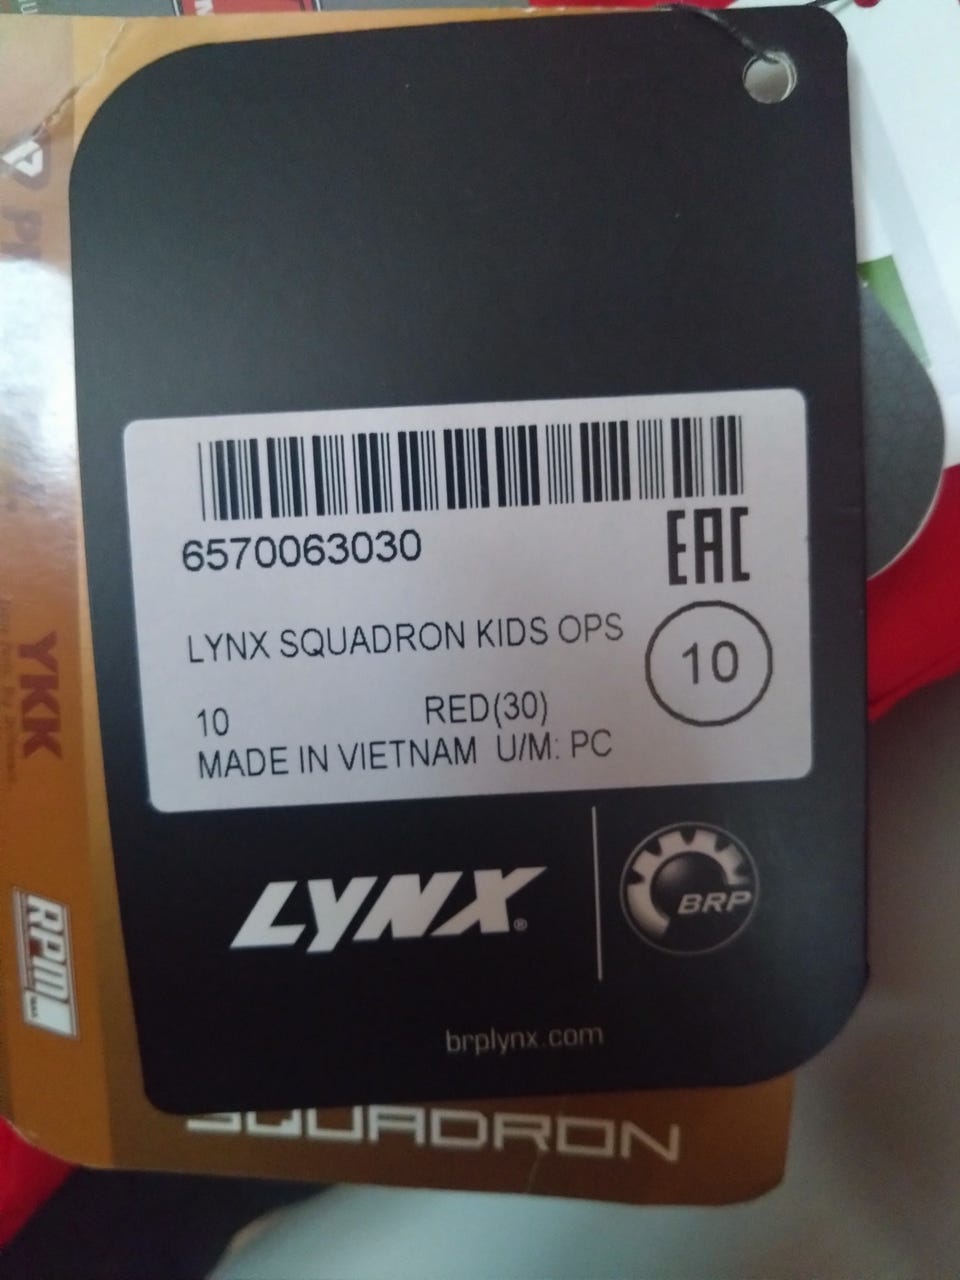 6570063030
EAC
LYNX SQUADRON KIDS OPS
10
10 RED(30)
MADE IN VIETNAM U/M: PC
LYNX®
BRP
brplynx.com
SQUADRON
YKK
RPM